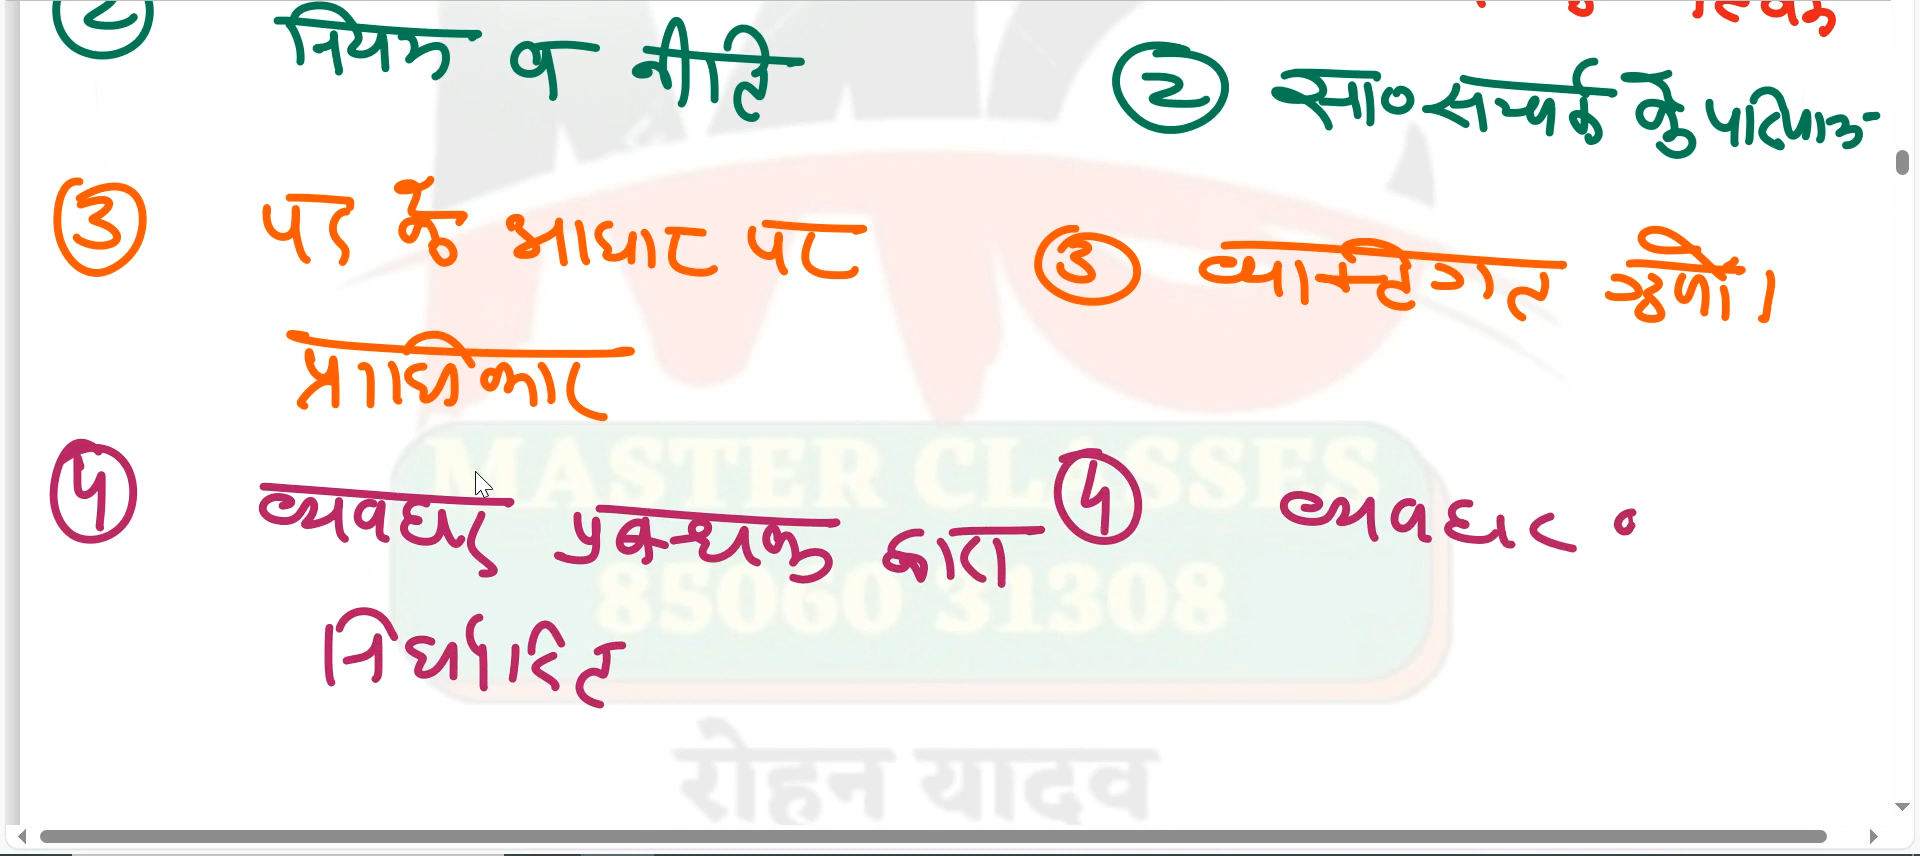 ② नियम व नीति
② सा० सम्पर्क के परिणाम
③ पद के आधार पर
प्राधिकार
③ व्यक्तिगत गुणों।
④ व्यवहार प्रबन्धक द्वारा
निर्धारित
④ व्यवहार
MASTER CLASSES
85060 31308
रोहन यादव